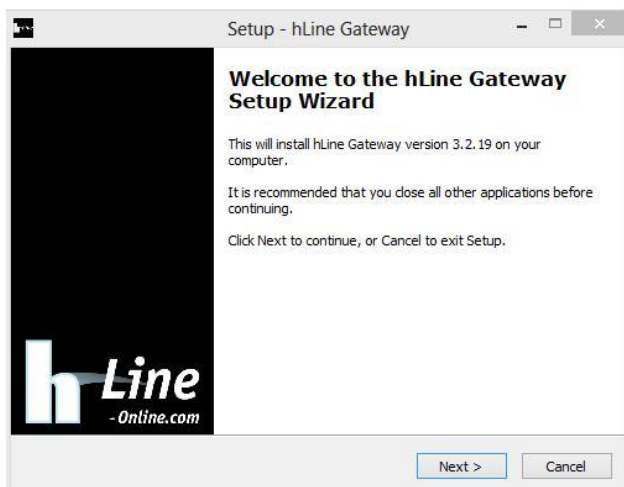 Setup - hLine Gateway
Welcome to the hLine Gateway
Setup Wizard
This will install hLine Gateway version 3.2.19 on your
computer.
It is recommended that you close all other applications before
continuing.
Click Next to continue, or Cancel to exit Setup.
h Line
- Online.com
Next >
Cancel